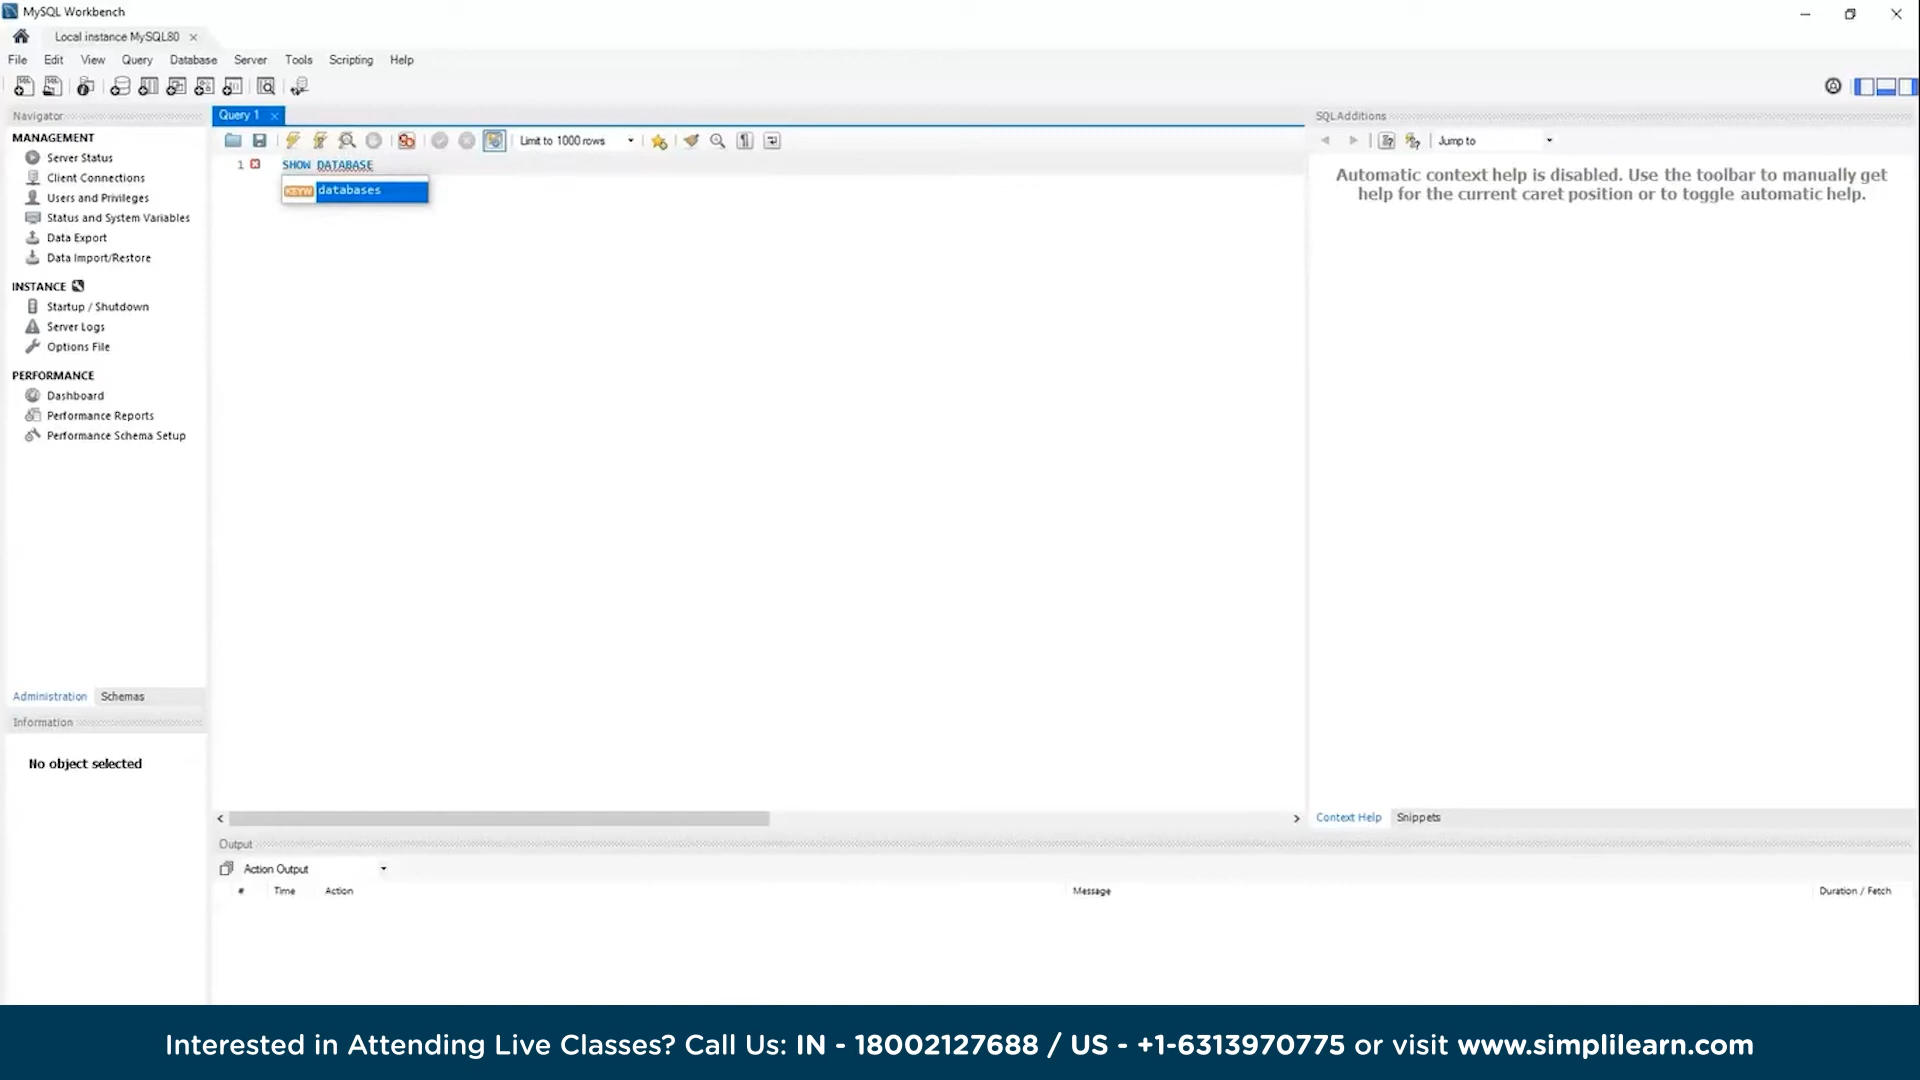 MySQL Workbench
Local instance MySQL80
File Edit View Query Database Server Tools Scripting Help
Navigator
MANAGEMENT
Server Status
Client Connections
Users and Privileges
Status and System Variables
Data Export
Data Import/Restore
INSTANCE
Startup / Shutdown
Server Logs
Options File
PERFORMANCE
Dashboard
Performance Reports
Performance Schema Setup
Administration Schemas
Information
No object selected
Query 1
Limit to 1000 rows
1 SHOW DATABASE
KEYW databases
SQLAdditions
Jump to
Automatic context help is disabled. Use the toolbar to manually get
help for the current caret position or to toggle automatic help.
Context Help Snippets
Output
Action Output
# Time Action Message Duration / Fetch
Interested in Attending Live Classes? Call Us: IN - 18002127688 / US - +1-6313970775 or visit www.simplilearn.com